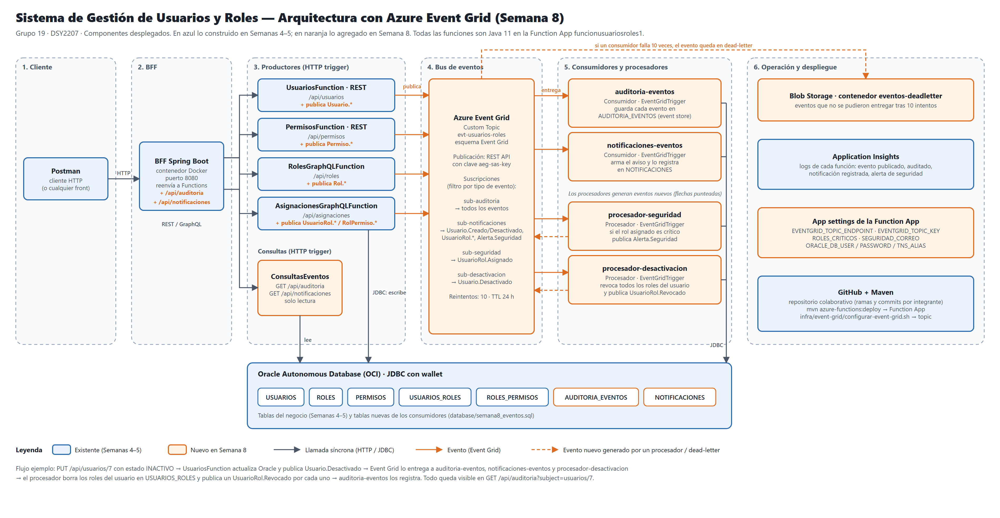 Sistema de Gestión de Usuarios y Roles — Arquitectura con Azure Event Grid (Semana 8)
Grupo 19 · DSY2207 · Componentes desplegados. En azul lo construido en Semanas 4–5; en naranja lo agregado en Semana 8. Todas las funciones son Java 11 en la Function App funcionusuariosroles1.
si un consumidor falla 10 veces, el evento queda en dead-letter
1. Cliente
Postman
cliente HTTP
(o cualquier front)
HTTP
2. BFF
BFF Spring Boot
contenedor Docker
puerto 8080
reenvía a Functions
+ /api/auditoria
+ /api/notificaciones
REST / GraphQL
3. Productores (HTTP trigger)
UsuariosFunction · REST
/api/usuarios
+ publica Usuario.*
PermisosFunction · REST
/api/permisos
+ publica Permiso.*
RolesGraphQLFunction
/api/roles
+ publica Rol.*
AsignacionesGraphQLFunction
/api/asignaciones
+ publica UsuarioRol.* / RolPermiso.*
Consultas (HTTP trigger)
ConsultasEventos
GET /api/auditoria
GET /api/notificaciones
solo lectura
lee
JDBC: escribe
publica
4. Bus de eventos
Azure Event Grid
Custom Topic
evt-usuarios-roles
esquema Event Grid
Publicación: REST API
con clave aeg-sas-key
Suscripciones
(filtro por tipo de evento):
sub-auditoria
→ todos los eventos
sub-notificaciones
→ Usuario.Creado/Desactivado,
UsuarioRol.*, Alerta.Seguridad
sub-seguridad
→ UsuarioRol.Asignado
sub-desactivacion
→ Usuario.Desactivado
Reintentos: 10 · TTL 24 h
entrega
5. Consumidores y procesadores
auditoria-eventos
Consumidor · EventGridTrigger
guarda cada evento en
AUDITORIA_EVENTOS (event store)
notificaciones-eventos
Consumidor · EventGridTrigger
arma el aviso y lo registra
en NOTIFICACIONES
Los procesadores generan eventos nuevos (flechas punteadas)
procesador-seguridad
Procesador · EventGridTrigger
si el rol asignado es crítico
publica Alerta.Seguridad
procesador-desactivacion
Procesador · EventGridTrigger
revoca todos los roles del usuario
y publica UsuarioRol.Revocado
JDBC
6. Operación y despliegue
Blob Storage · contenedor eventos-deadletter
eventos que no se pudieron entregar tras 10 intentos
Application Insights
logs de cada función: evento publicado, auditado,
notificación registrada, alerta de seguridad
App settings de la Function App
EVENTGRID_TOPIC_ENDPOINT · EVENTGRID_TOPIC_KEY
ROLES_CRITICOS · SEGURIDAD_CORREO
ORACLE_DB_USER / PASSWORD / TNS_ALIAS
GitHub + Maven
repositorio colaborativo (ramas y commits por integrante)
mvn azure-functions:deploy → Function App
infra/event-grid/configurar-event-grid.sh → topic
Oracle Autonomous Database (OCI) · JDBC con wallet
USUARIOS
ROLES
PERMISOS
USUARIOS_ROLES
ROLES_PERMISOS
AUDITORIA_EVENTOS
NOTIFICACIONES
Tablas del negocio (Semanas 4–5) y tablas nuevas de los consumidores (database/semana8_eventos.sql)
Leyenda
Existente (Semanas 4–5)
Nuevo en Semana 8
Llamada síncrona (HTTP / JDBC)
Evento (Event Grid)
Evento nuevo generado por un procesador / dead-letter
Flujo ejemplo: PUT /api/usuarios/7 con estado INACTIVO → UsuariosFunction actualiza Oracle y publica Usuario.Desactivado → Event Grid lo entrega a auditoria-eventos, notificaciones-eventos y procesador-desactivacion
→ el procesador borra los roles del usuario en USUARIOS_ROLES y publica un UsuarioRol.Revocado por cada uno → auditoria-eventos los registra. Todo queda visible en GET /api/auditoria?subject=usuarios/7.